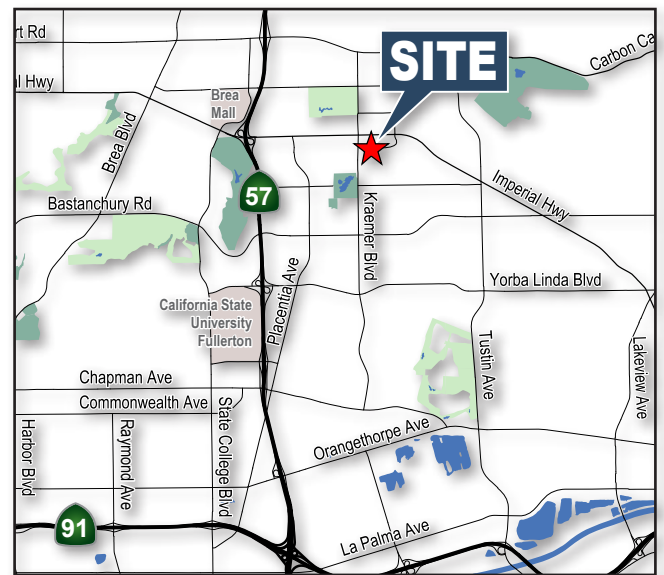 rt Rd
SITE
Carbon Ca
l Hwy
Brea
Mall
Brea Blvd
Imperial Hwy
57
Bastanchury Rd
Kraemer Blvd
Yorba Linda Blvd
Placentia Ave
California State
University
Fullerton
Tustin Ave
Lakeview Ave
Chapman Ave
Commonwealth Ave
State College Blvd
Harbor Blvd
Raymond Ave
Orangethorpe Ave
91
La Palma Ave